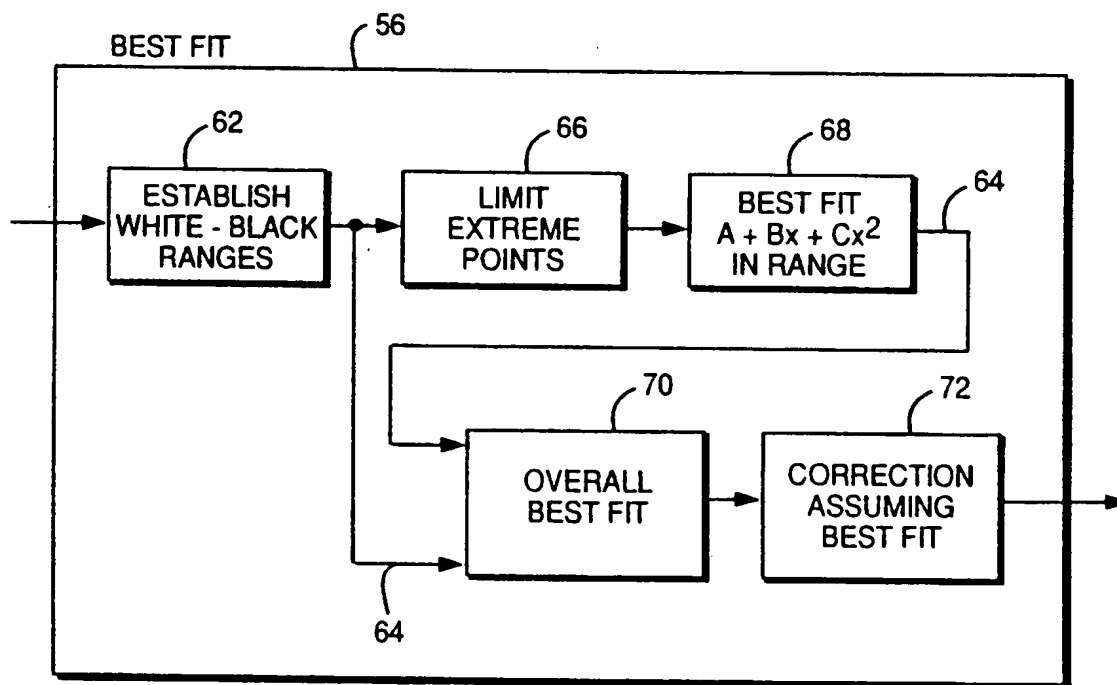 56
BEST FIT
62
66
68
64
ESTABLISH
WHITE - BLACK
RANGES
LIMIT
EXTREME
POINTS
BEST FIT
A + Bx + Cx²
IN RANGE
70
72
OVERALL
BEST FIT
CORRECTION
ASSUMING
BEST FIT
64